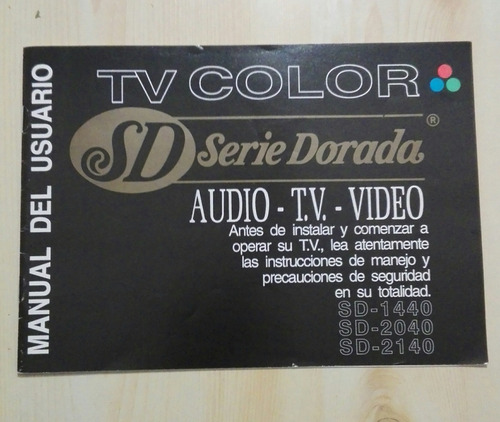 MANUAL DEL USUARIO
TV COLOR
SD Serie Dorada ®
AUDIO - T.V. - VIDEO
Antes de instalar y comenzar a
operar su T.V., lea atentamente
las instrucciones de manejo y
precauciones de seguridad
en su totalidad.
SD-1440
SD-2040
SD-2140